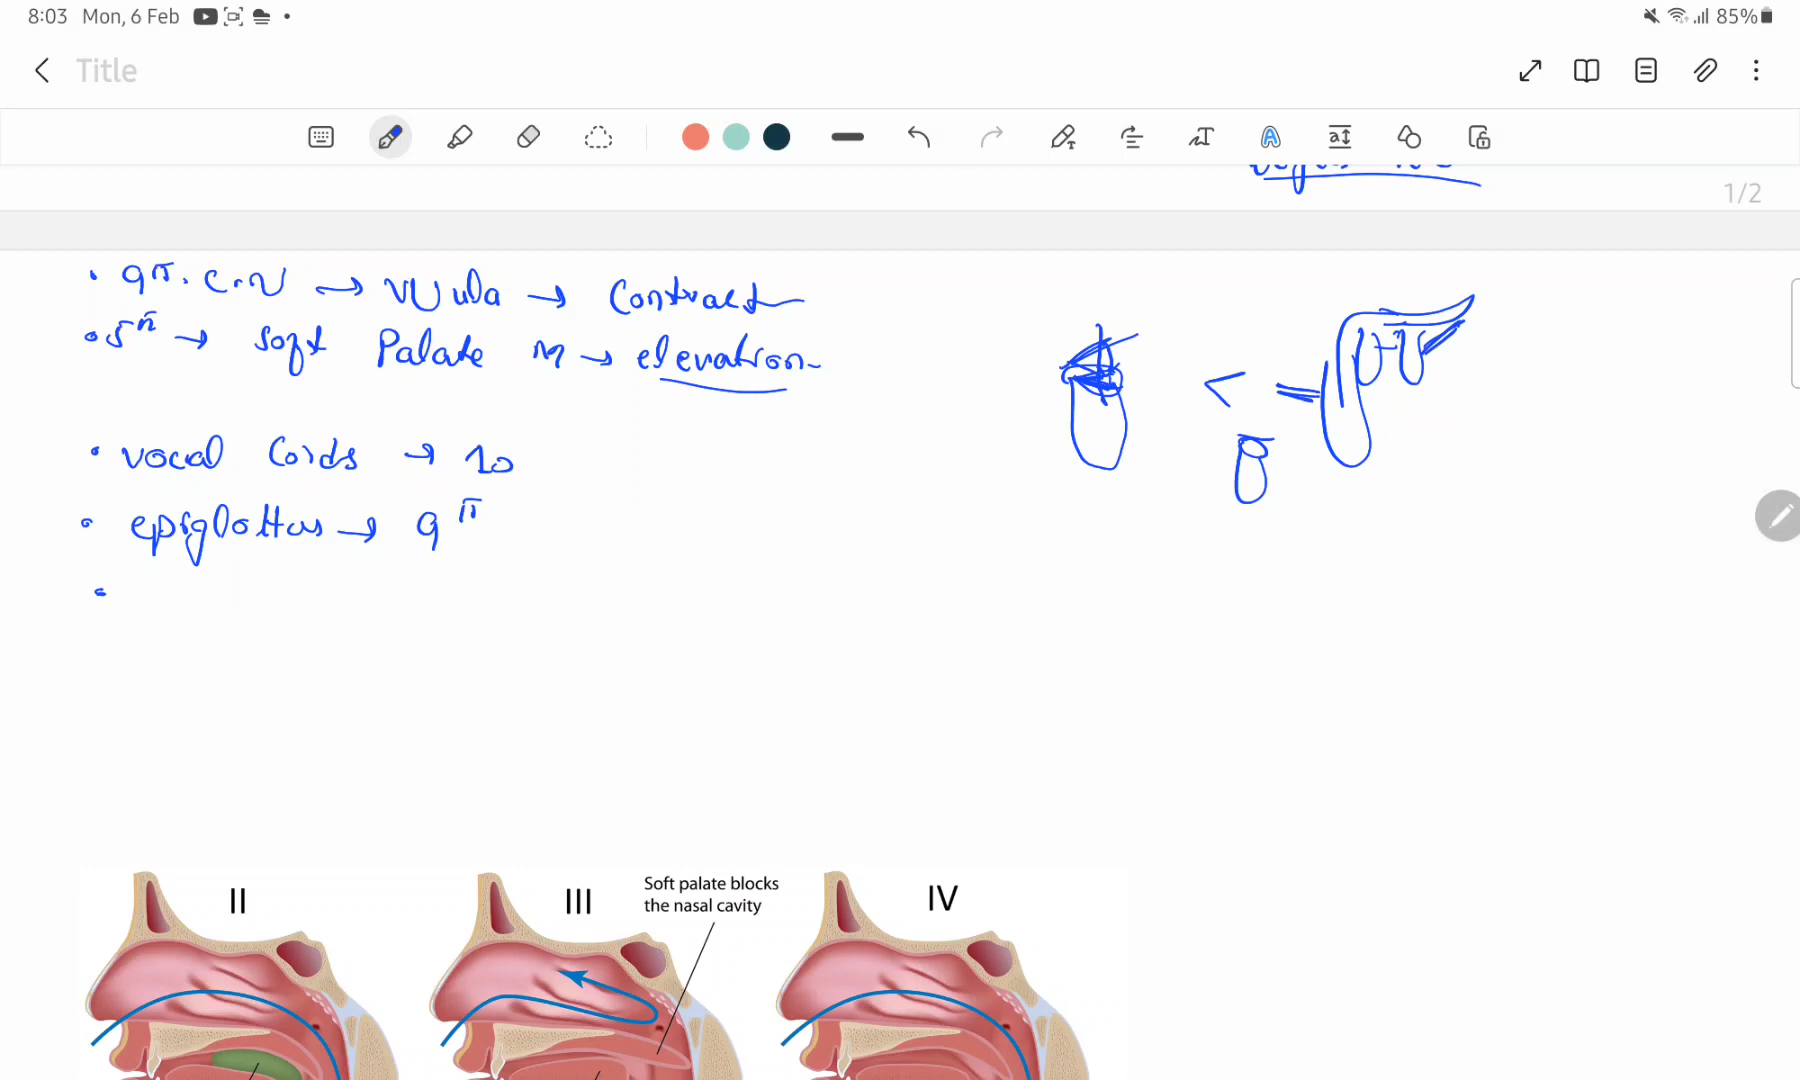 8:03 Mon, 6 Feb 85%
Title
1/2
• 9th. C.N → Uvula → Contract
• 5th → Soft Palate M → elevation
• vocal Cords → 10
• epiglottus → 9th
•
II
III
Soft palate blocks
the nasal cavity
IV